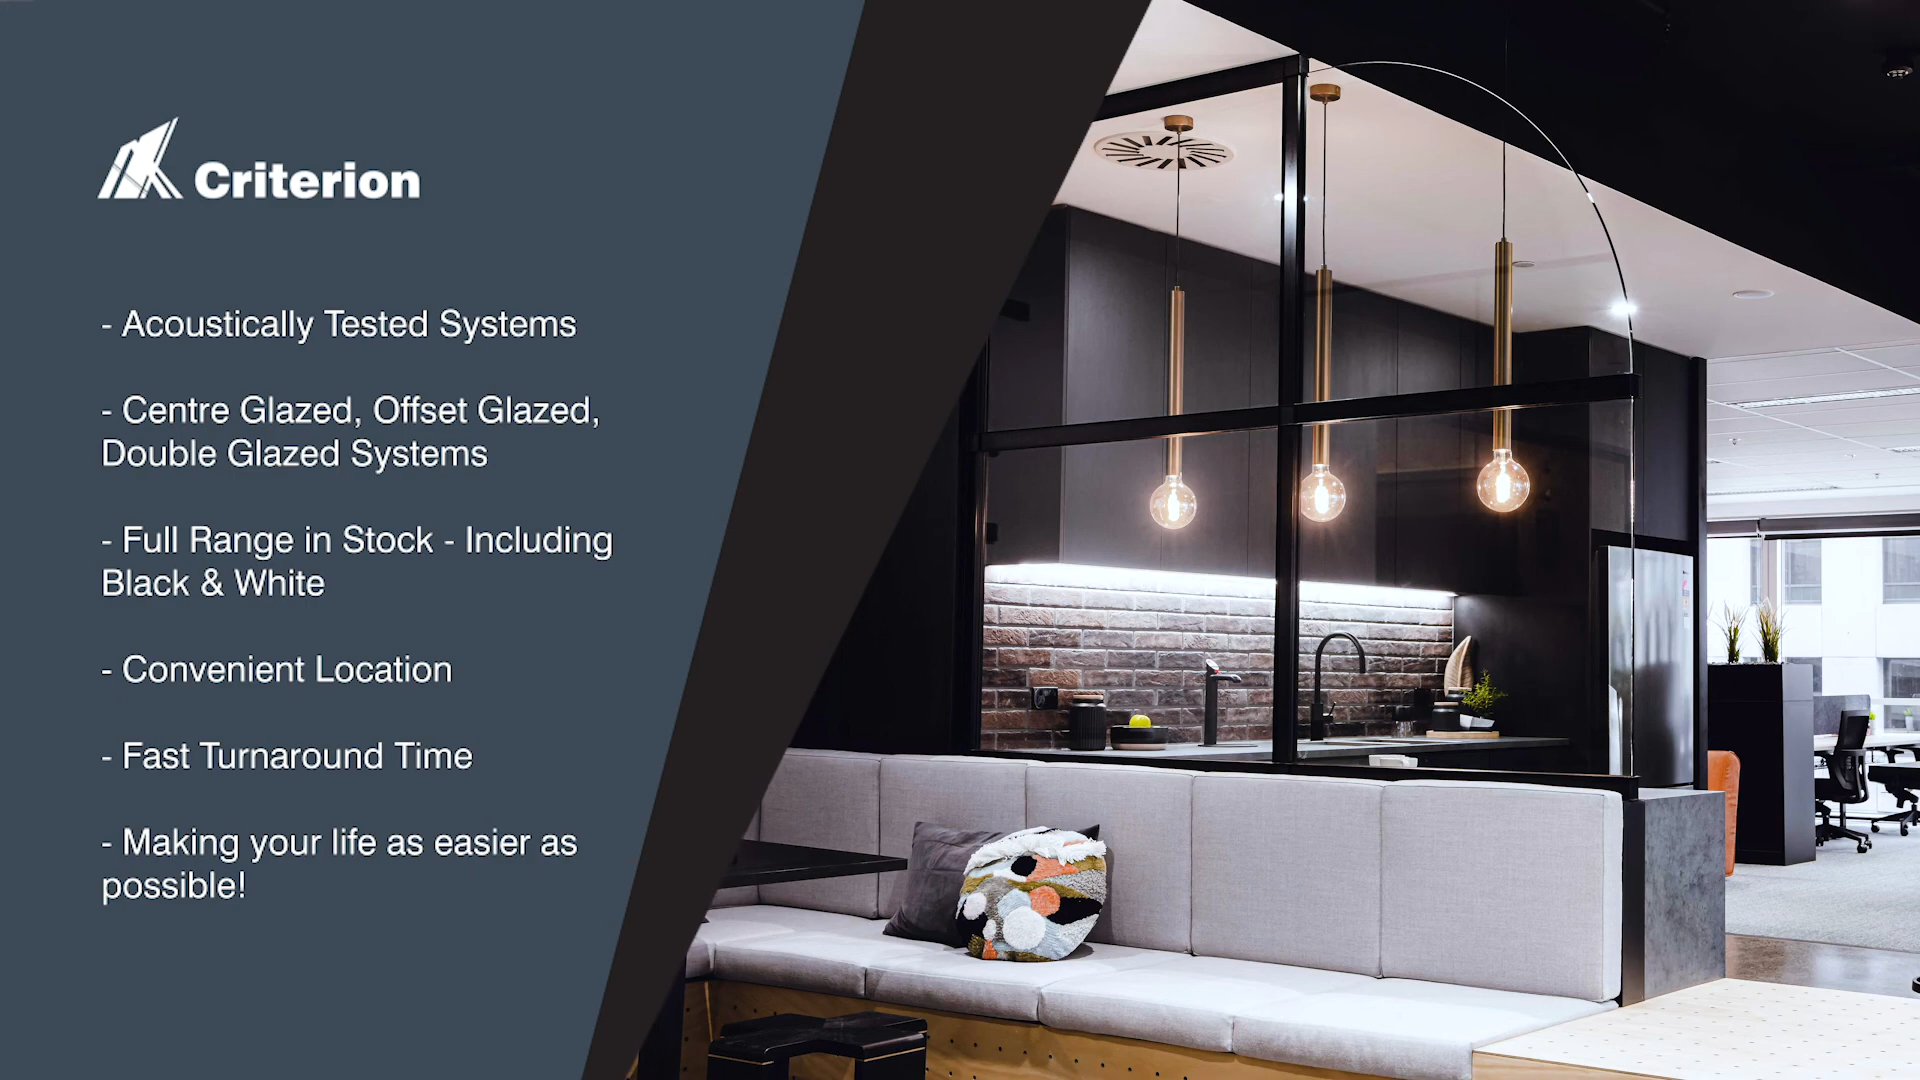 Criterion
- Acoustically Tested Systems
- Centre Glazed, Offset Glazed,
Double Glazed Systems
- Full Range in Stock - Including
Black & White
- Convenient Location
- Fast Turnaround Time
- Making your life as easier as
possible!